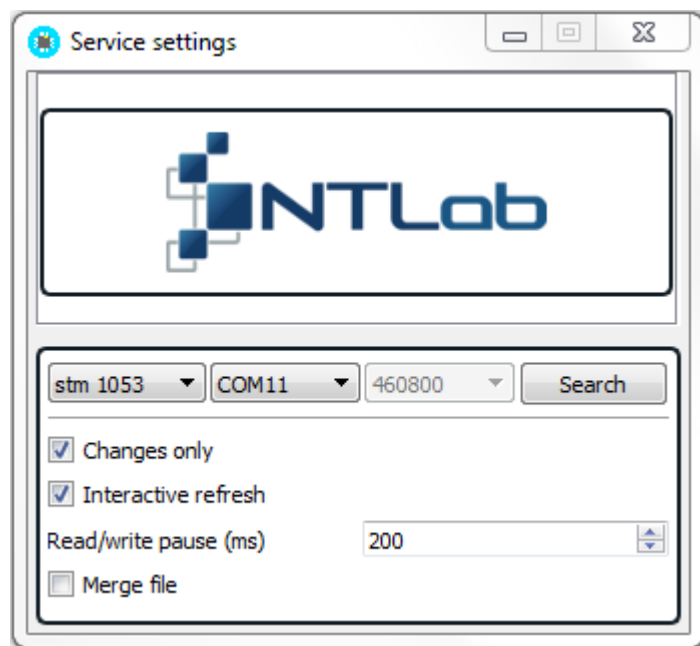 Service settings
NTLab
stm 1053 COM11 460800 Search
Changes only
Interactive refresh
Read/write pause (ms) 200
Merge file